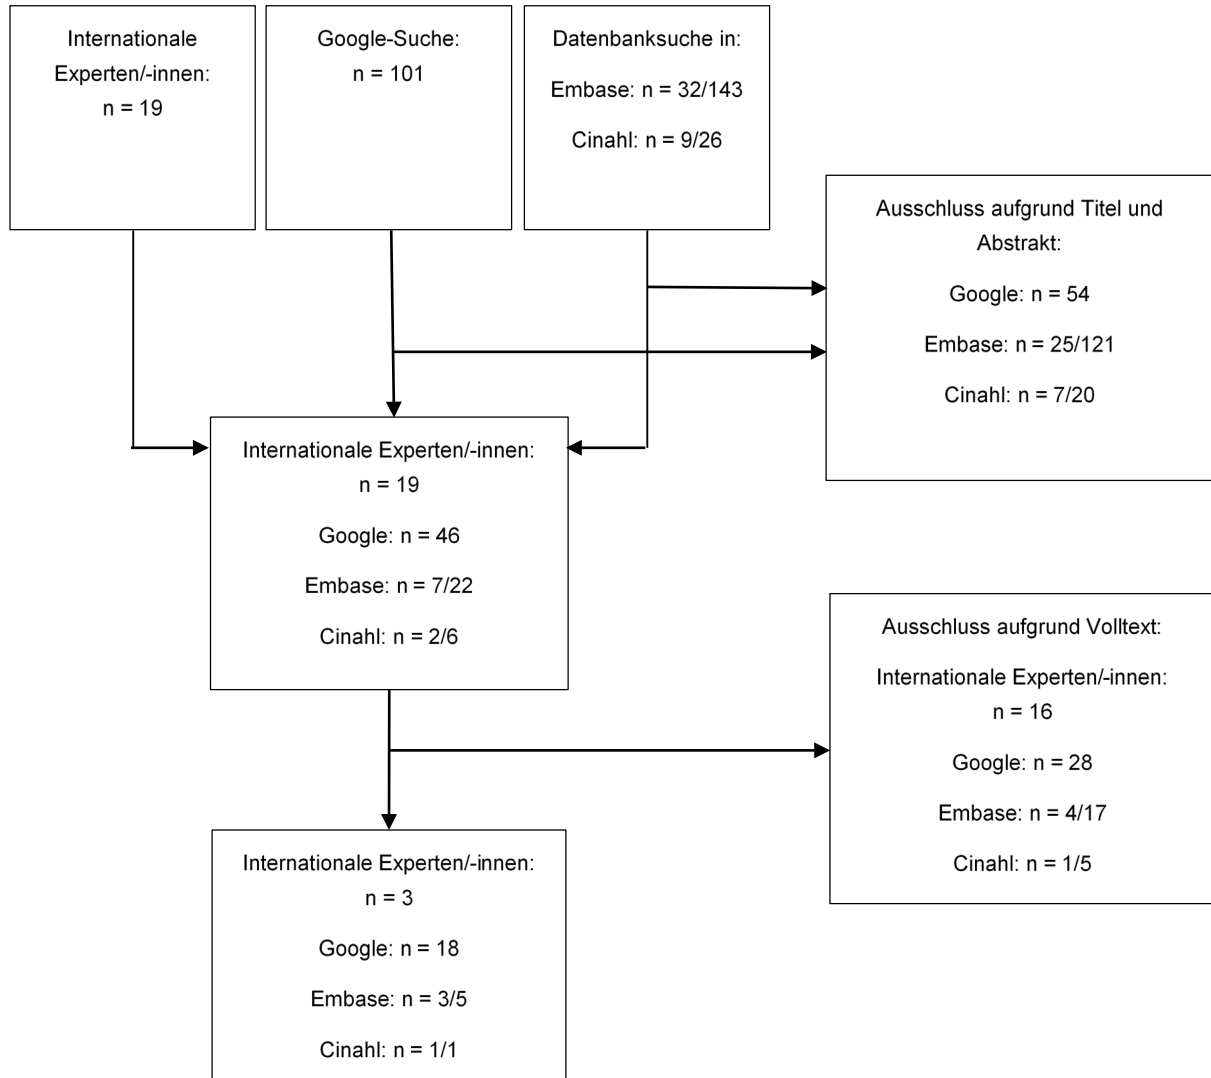 Internationale
Experten/-innen:
n = 19
Google-Suche:
n = 101
Datenbanksuche in:
Embase: n = 32/143
Cinahl: n = 9/26
Ausschluss aufgrund Titel und
Abstrakt:
Google: n = 54
Embase: n = 25/121
Cinahl: n = 7/20
Internationale Experten/-innen:
n = 19
Google: n = 46
Embase: n = 7/22
Cinahl: n = 2/6
Ausschluss aufgrund Volltext:
Internationale Experten/-innen:
n = 16
Google: n = 28
Embase: n = 4/17
Cinahl: n = 1/5
Internationale Experten/-innen:
n = 3
Google: n = 18
Embase: n = 3/5
Cinahl: n = 1/1